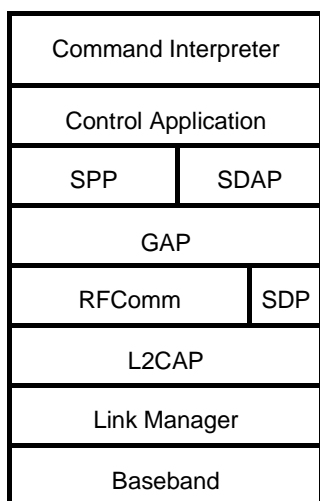 Command Interpreter
Control Application
SPP SDAP
GAP
RFComm SDP
L2CAP
Link Manager
Baseband